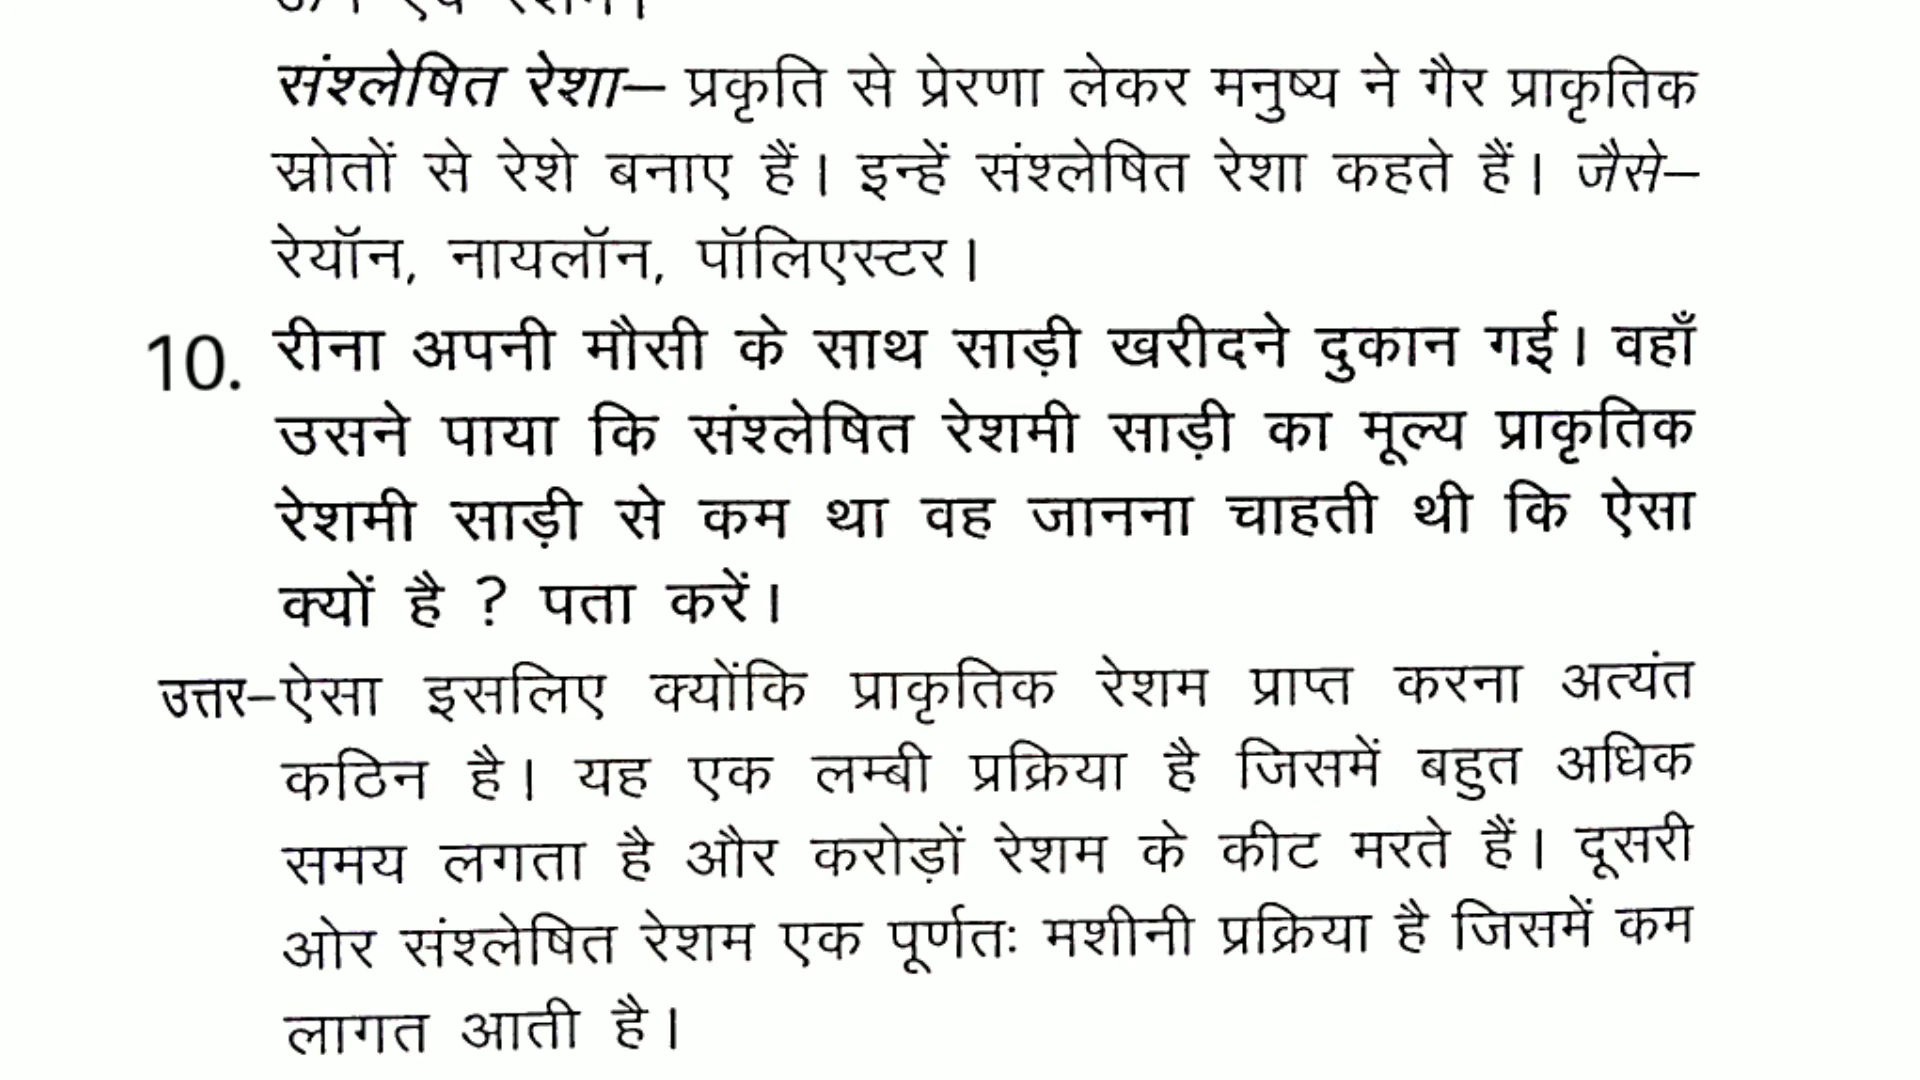 संश्लेषित रेशा– प्रकृति से प्रेरणा लेकर मनुष्य ने गैर प्राकृतिक
स्रोतों से रेशे बनाए हैं। इन्हें संश्लेषित रेशा कहते हैं। जैसे–
रेयॉन, नायलॉन, पॉलिएस्टर।
10. रीना अपनी मौसी के साथ साड़ी खरीदने दुकान गई। वहाँ
उसने पाया कि संश्लेषित रेशमी साड़ी का मूल्य प्राकृतिक
रेशमी साड़ी से कम था वह जानना चाहती थी कि ऐसा
क्यों है ? पता करें।
उत्तर–ऐसा इसलिए क्योंकि प्राकृतिक रेशम प्राप्त करना अत्यंत
कठिन है। यह एक लम्बी प्रक्रिया है जिसमें बहुत अधिक
समय लगता है और करोड़ों रेशम के कीट मरते हैं। दूसरी
ओर संश्लेषित रेशम एक पूर्णतः मशीनी प्रक्रिया है जिसमें कम
लागत आती है।